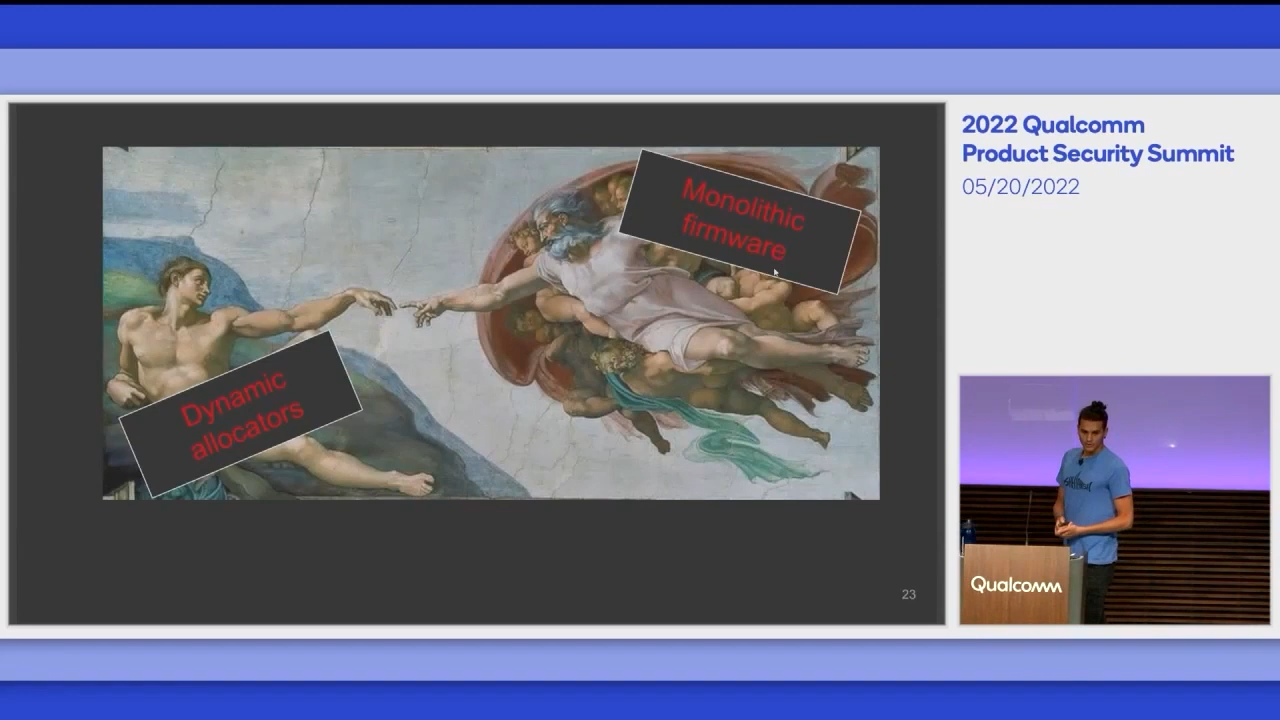 2022 Qualcomm
Product Security Summit
05/20/2022
Monolithic
firmware
Dynamic
allocators
23
Qualcomm